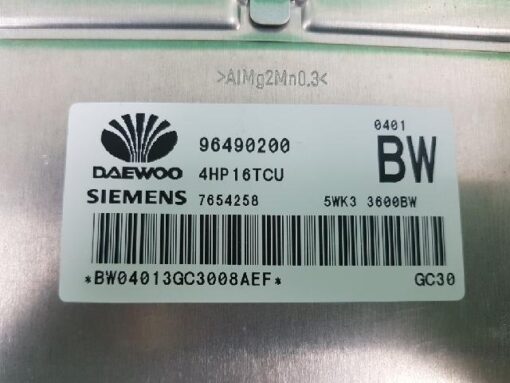 >AlMg2Mn0.3<
0401
96490200
BW
DAEWOO
4HP16TCU
SIEMENS 7654258 5WK3 3600BW
*BW04013GC3008AEF* GC30